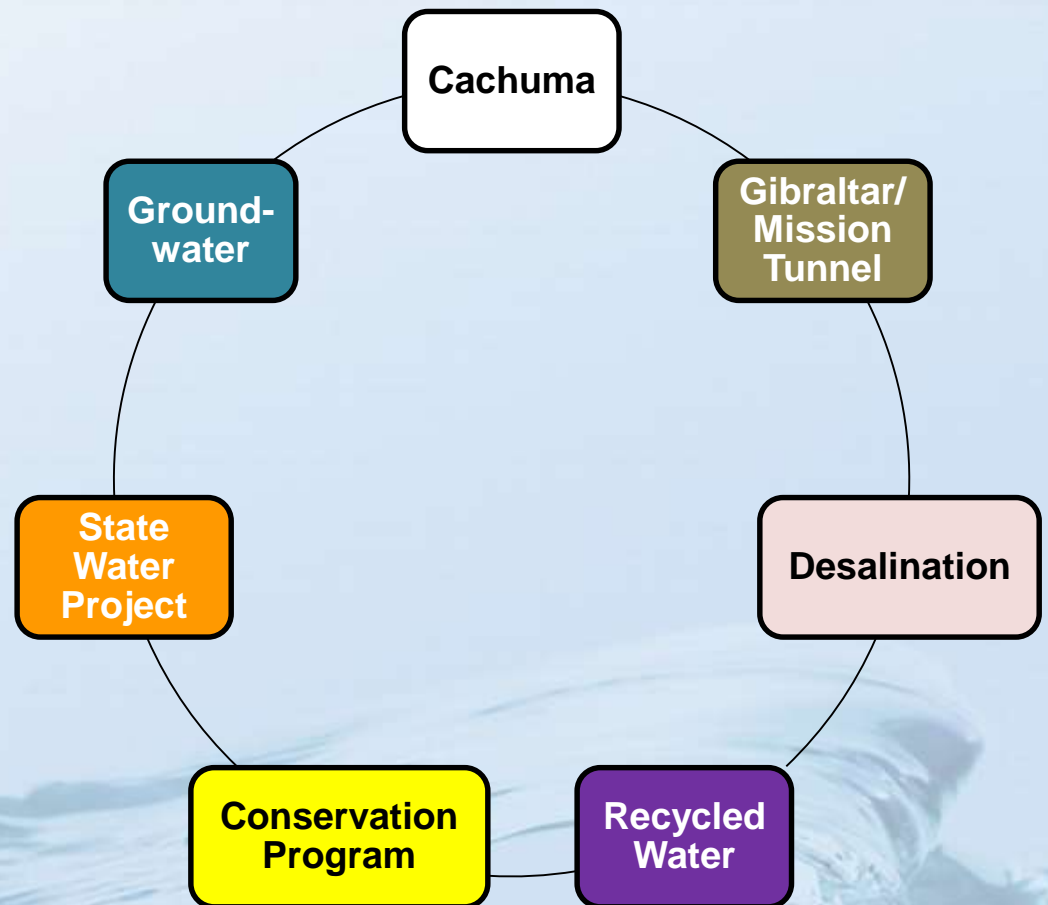 Cachuma
Gibraltar/
Mission
Tunnel
Desalination
Recycled
Water
Conservation
Program
State
Water
Project
Ground-
water